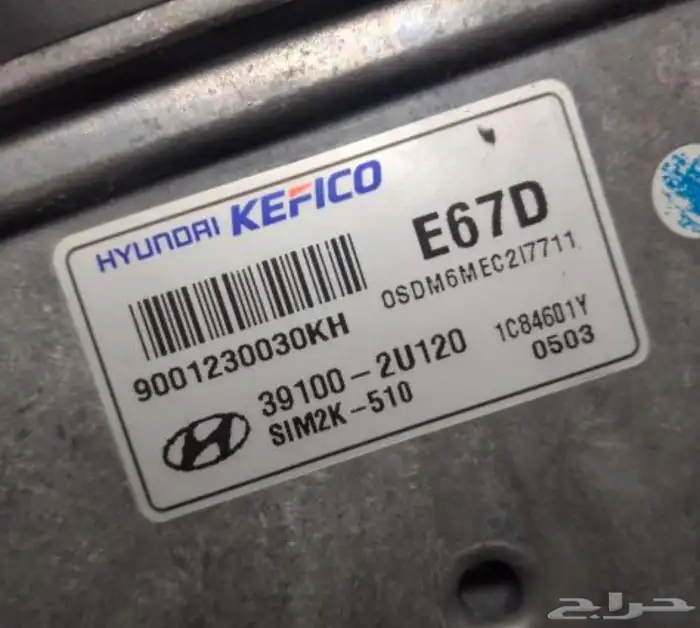 HYUNDAI KEFICO
E67D
0SDM6MEC2I7711
9001230030KH
39100-2U120
1C84601Y
SIM2K-510
0503
حراج